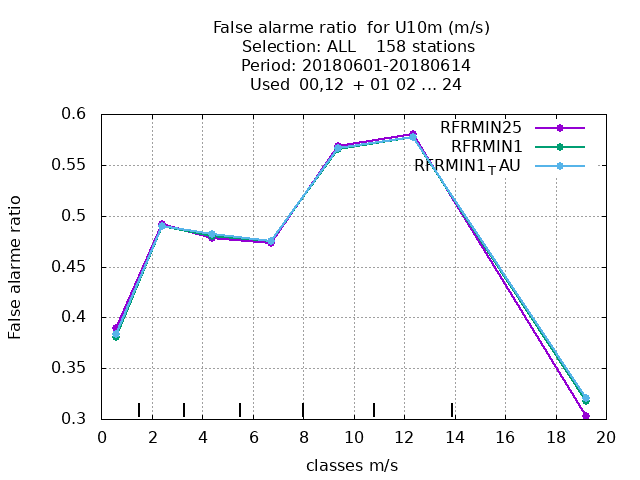 False alarme ratio  for U10m (m/s)
Selection: ALL    158 stations
Period: 20180601-20180614
Used  00,12  + 01 02 ... 24
RFRMIN25
RFRMIN1
RFRMIN1TAU
False alarme ratio
0.6
0.55
0.5
0.45
0.4
0.35
0.3
0 2 4 6 8 10 12 14 16 18 20
classes m/s